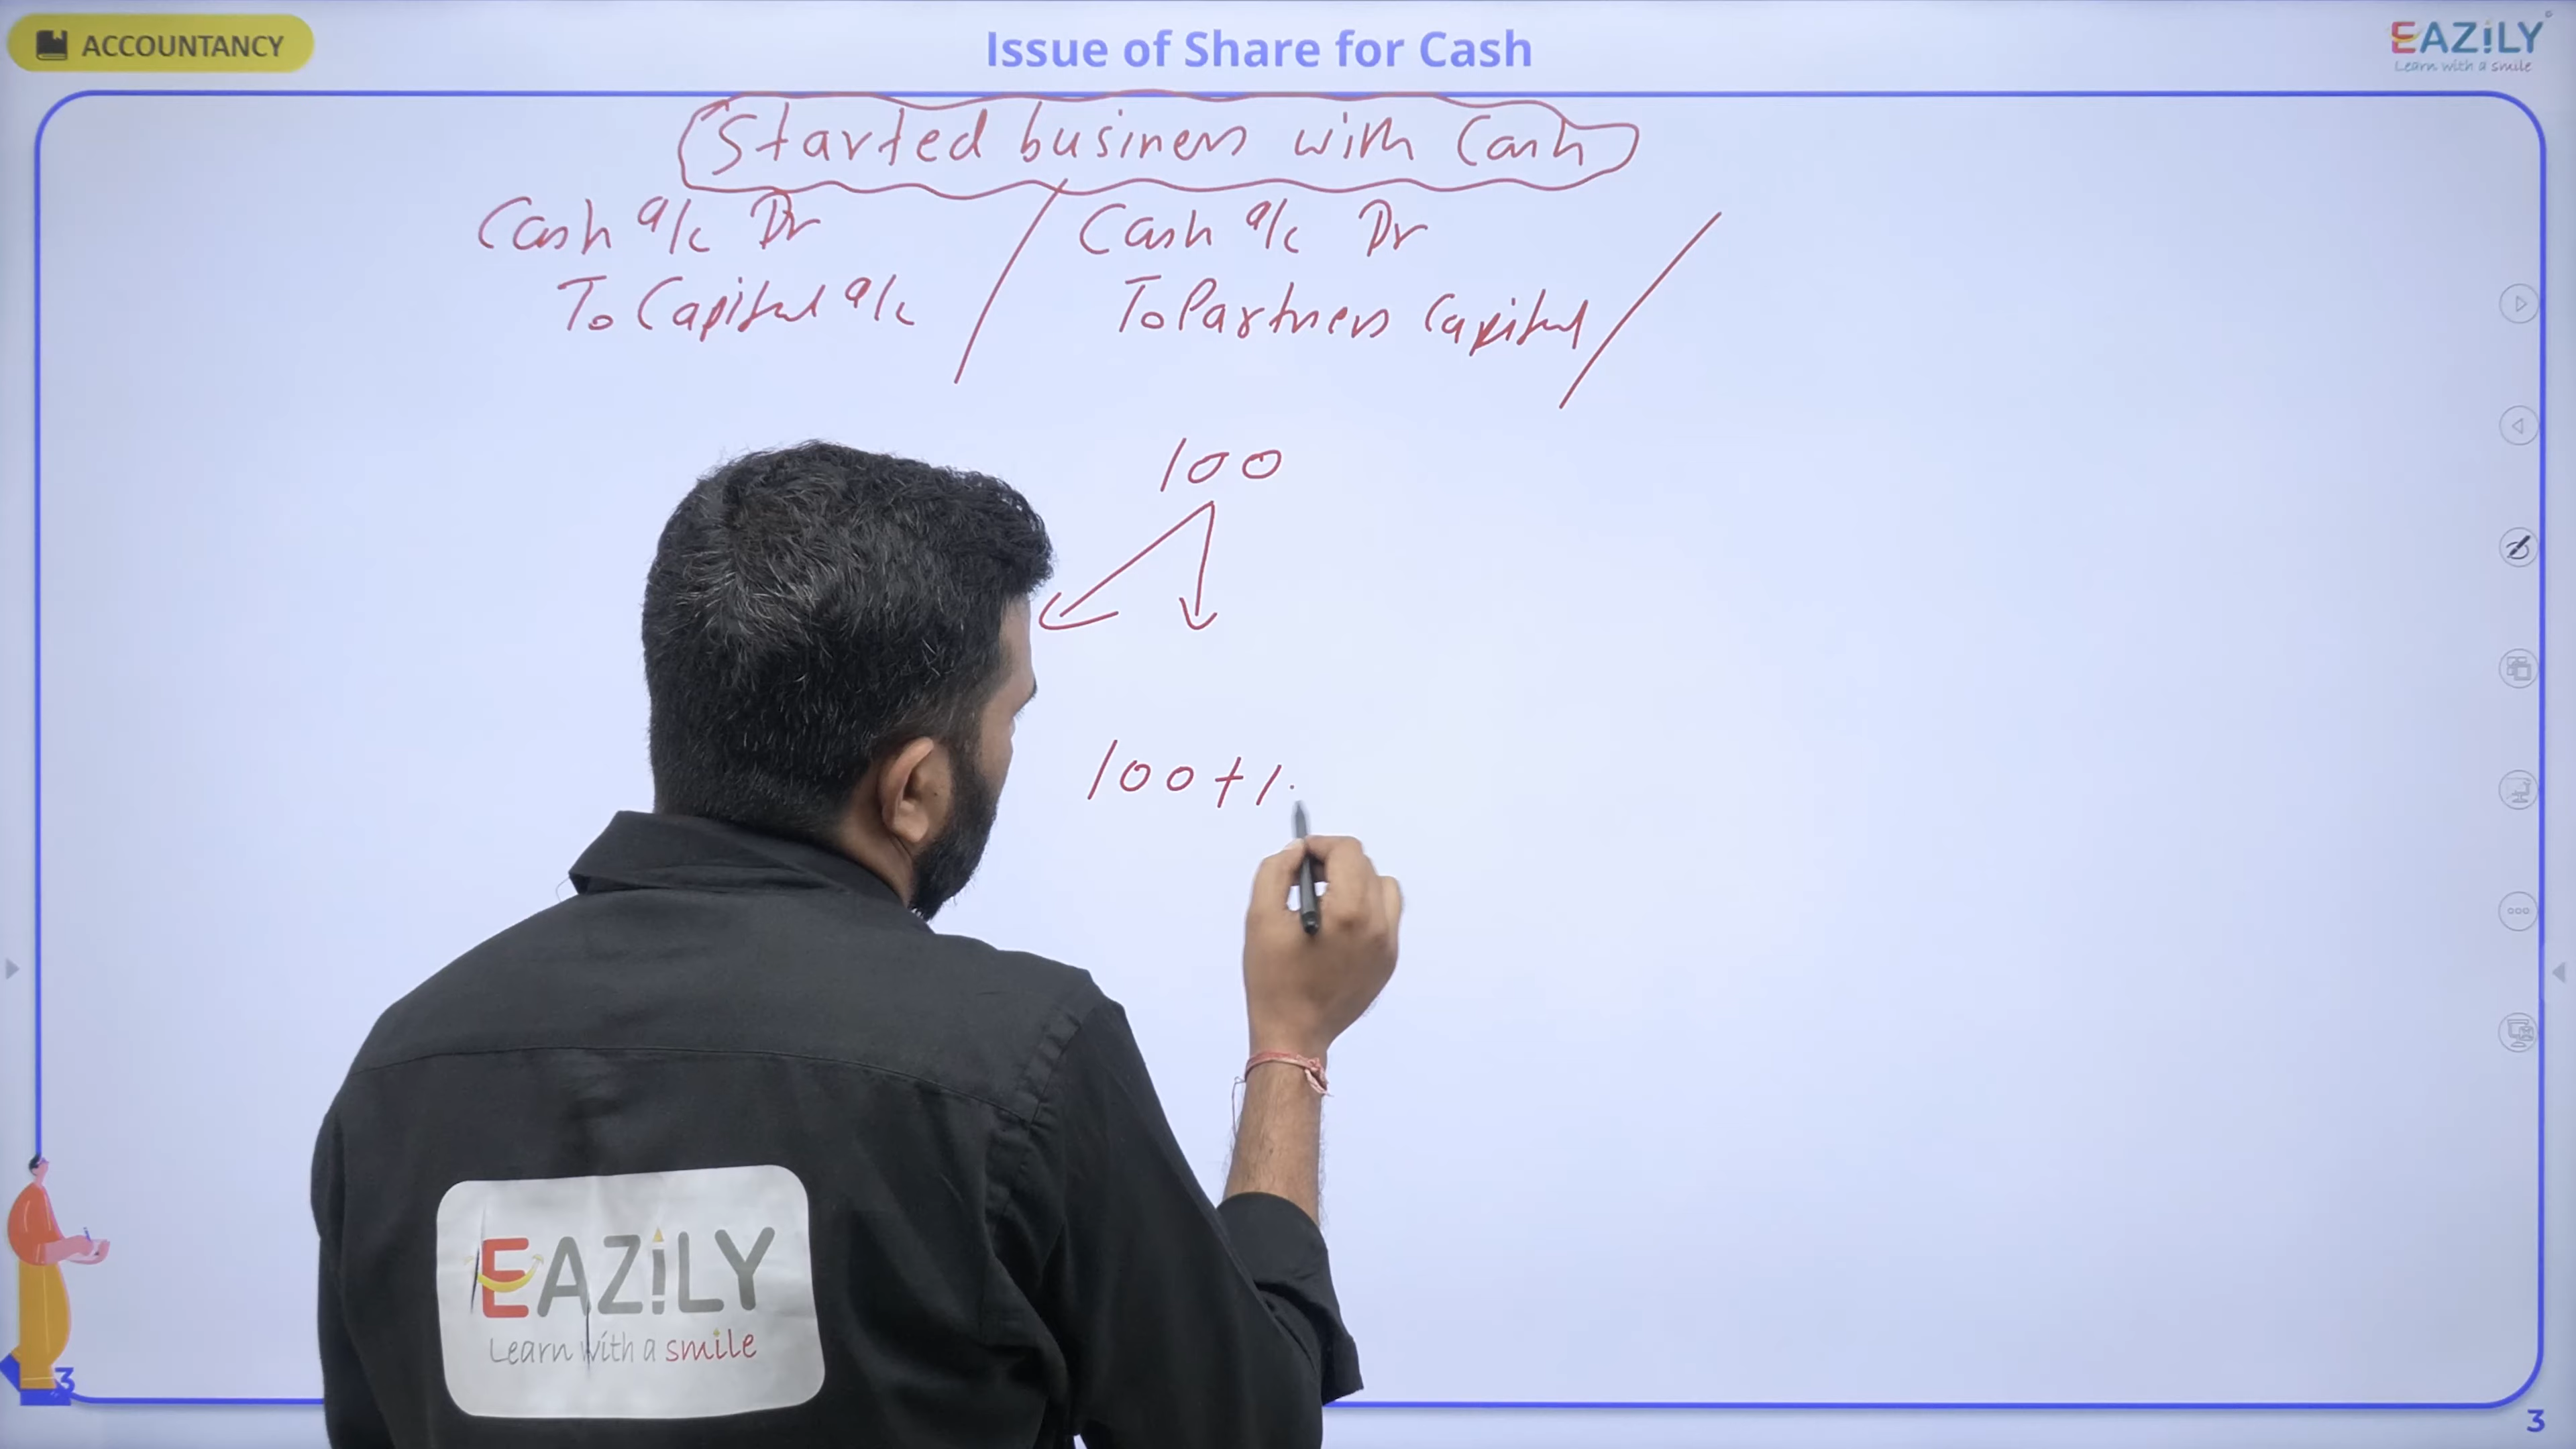 ACCOUNTANCY
Issue of Share for Cash
EAZiLY
Learn with a smile
Started business with Cash
Cash a/c Dr
To Capital a/c
Cash a/c Dr
To Partners Capital
100
100+1
EAZiLY
Learn with a smile
3
3